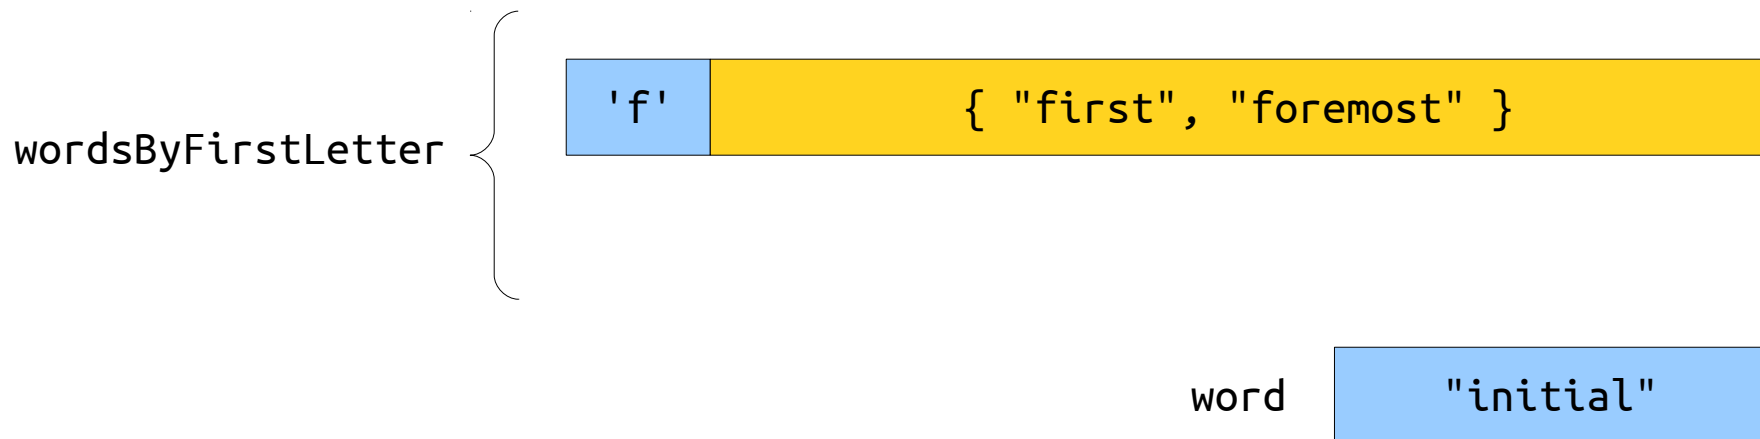 'f' { "first", "foremost" }
wordsByFirstLetter
word "initial"